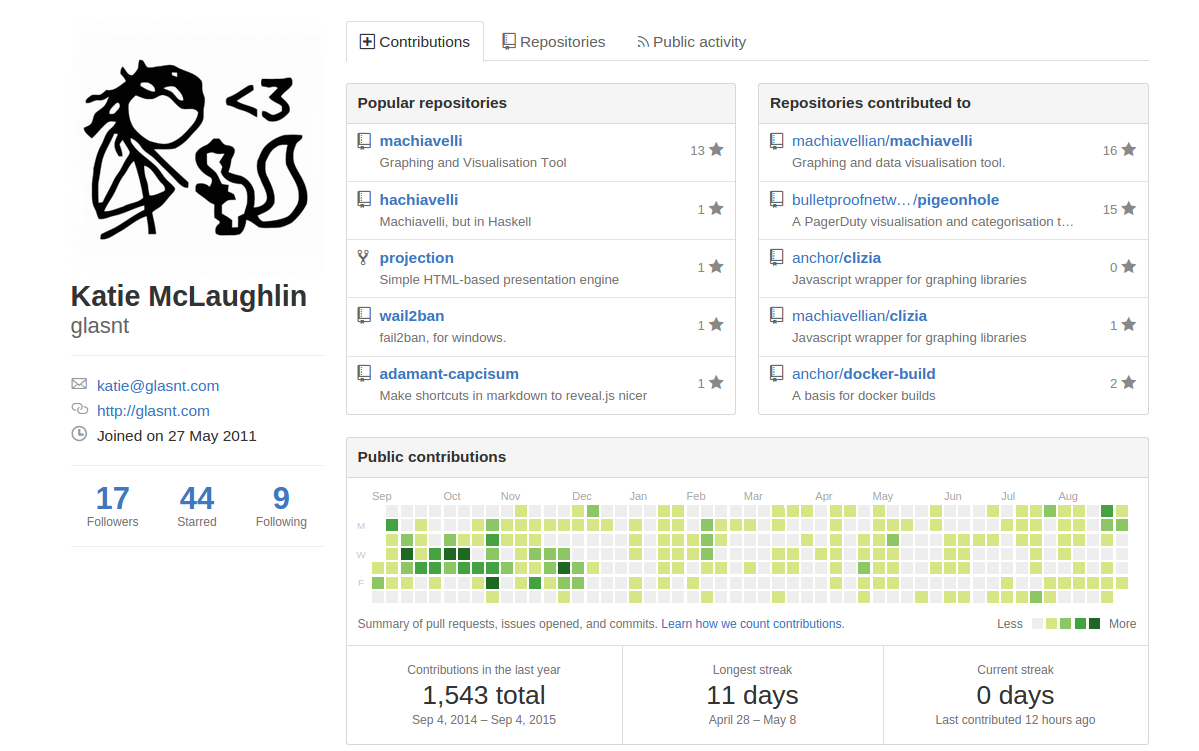 <3
Katie McLaughlin
glasnt
katie@glasnt.com
http://glasnt.com
Joined on 27 May 2011
17 44 9
Followers Starred Following
Contributions Repositories Public activity
Popular repositories
machiavelli 13
Graphing and Visualisation Tool
hachiavelli 1
Machiavelli, but in Haskell
projection 1
Simple HTML-based presentation engine
wail2ban 1
fail2ban, for windows.
adamant-capcisum 1
Make shortcuts in markdown to reveal.js nicer
Repositories contributed to
machiavellian/machiavelli 16
Graphing and data visualisation tool.
bulletproofnetw…/pigeonhole 15
A PagerDuty visualisation and categorisation t…
anchor/clizia 0
Javascript wrapper for graphing libraries
machiavellian/clizia 1
Javascript wrapper for graphing libraries
anchor/docker-build 2
A basis for docker builds
Public contributions
Sep Oct Nov Dec Jan Feb Mar Apr May Jun Jul Aug
M
W
F
Summary of pull requests, issues opened, and commits. Learn how we count contributions. Less More
Contributions in the last year
1,543 total
Sep 4, 2014 – Sep 4, 2015
Longest streak
11 days
April 28 – May 8
Current streak
0 days
Last contributed 12 hours ago